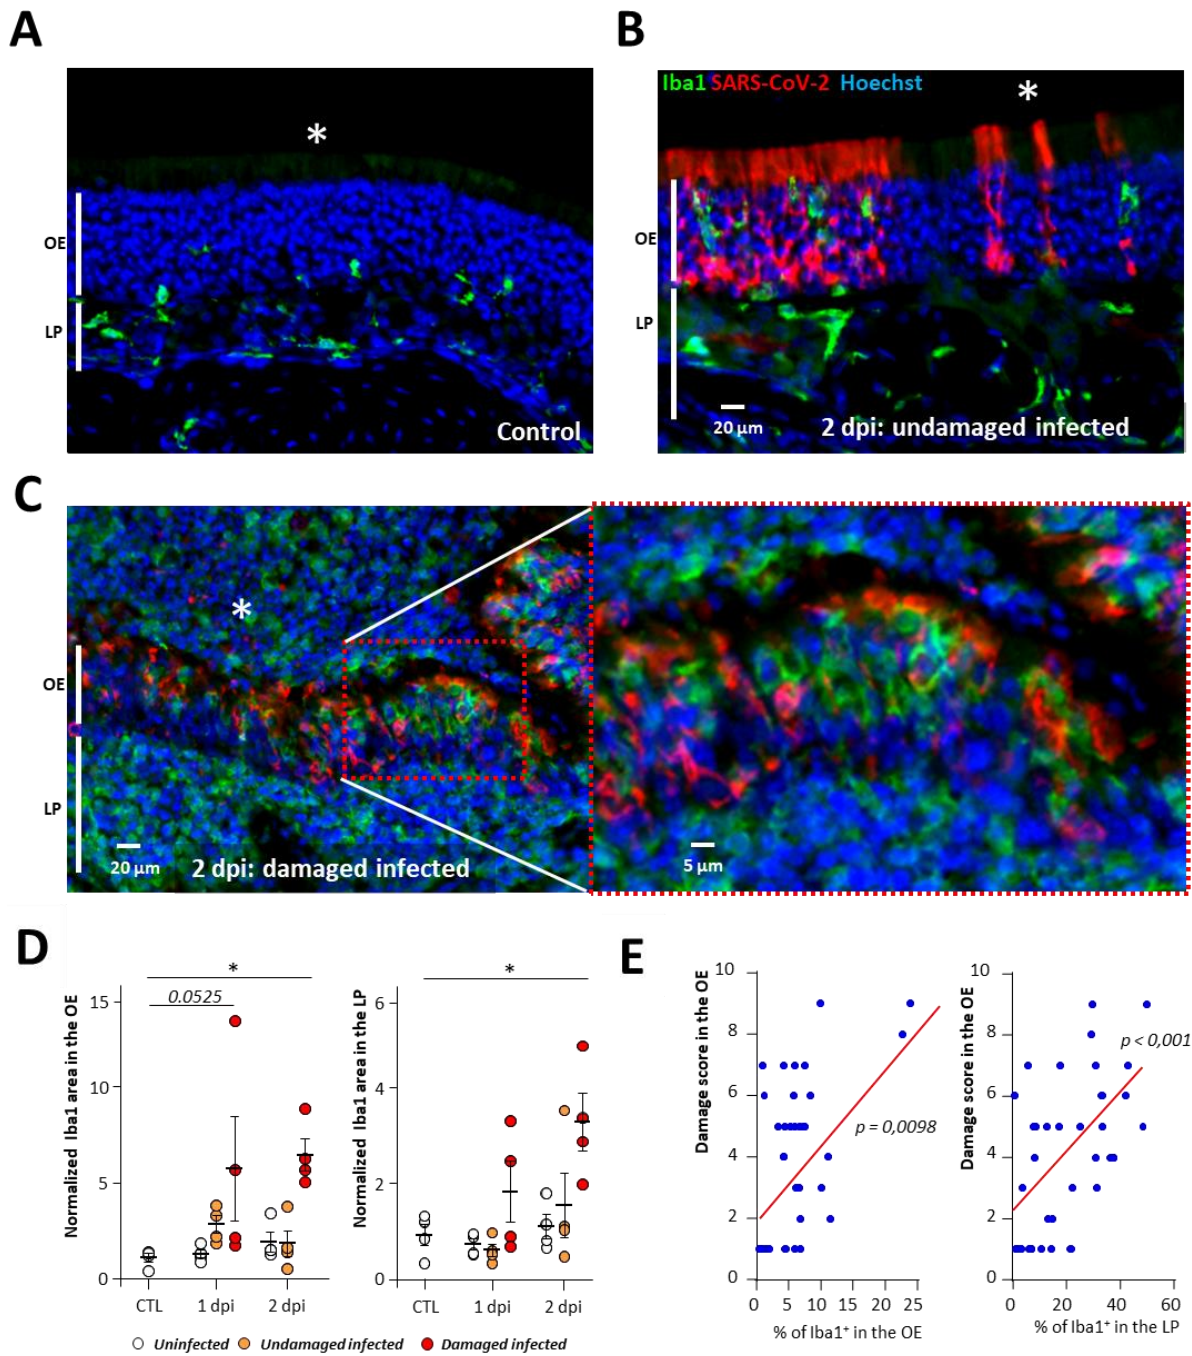 A
*
OE
LP
Control
B
Iba1 SARS-CoV-2 Hoechst
*
OE
LP
20 µm
2 dpi: undamaged infected
C
*
OE
LP
20 µm
2 dpi: damaged infected
5 µm
D
Normalized Iba1 area in the OE
15
10
5
0
*
0.0525
CTL
1 dpi
2 dpi
Normalized Iba1 area in the LP
6
4
2
0
*
CTL
1 dpi
2 dpi
Uninfected
Undamaged infected
Damaged infected
E
Damage score in the OE
10
8
6
4
2
0
p = 0,0098
0 5 10 15 20 25
% of Iba1⁺ in the OE
Damage score in the OE
10
8
6
4
2
0
p < 0,001
0 20 40 60
% of Iba1⁺ in the LP